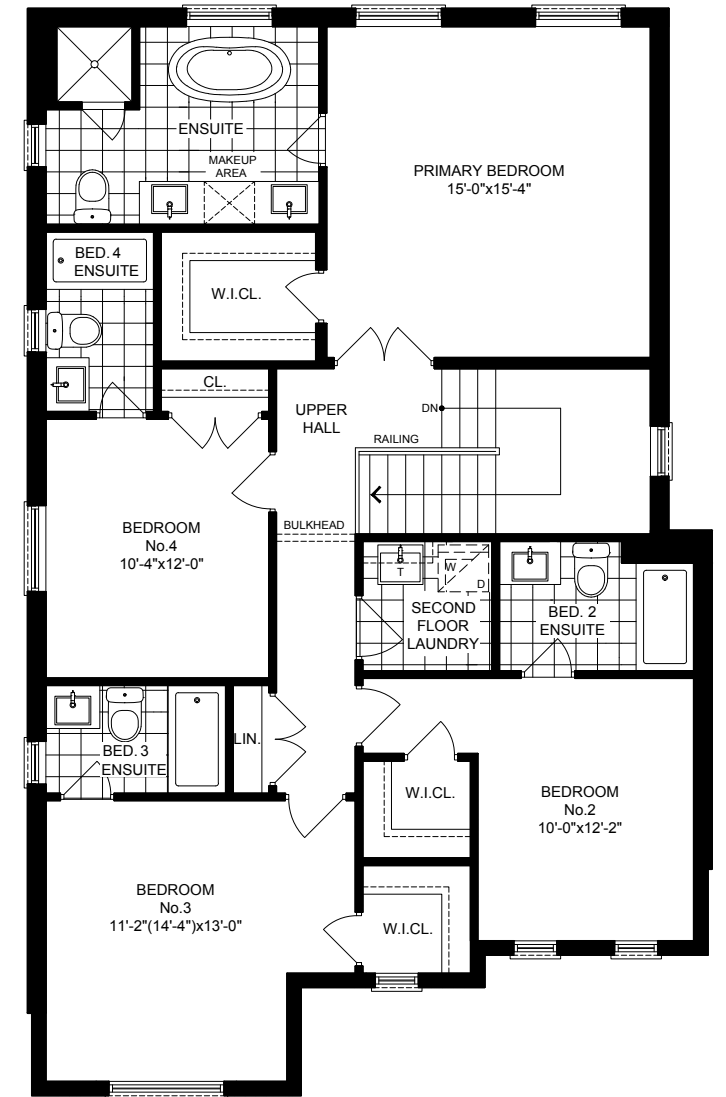 ENSUITE
MAKEUP
AREA
PRIMARY BEDROOM
15'-0"x15'-4"
BED. 4
ENSUITE
W.I.CL.
CL.
UPPER
HALL
DN
RAILING
BEDROOM
No.4
10'-4"x12'-0"
BULKHEAD
T
W
D
SECOND
FLOOR
LAUNDRY
BED. 2
ENSUITE
BED. 3
ENSUITE
LIN.
W.I.CL.
BEDROOM
No.2
10'-0"x12'-2"
BEDROOM
No.3
11'-2"(14'-4")x13'-0"
W.I.CL.